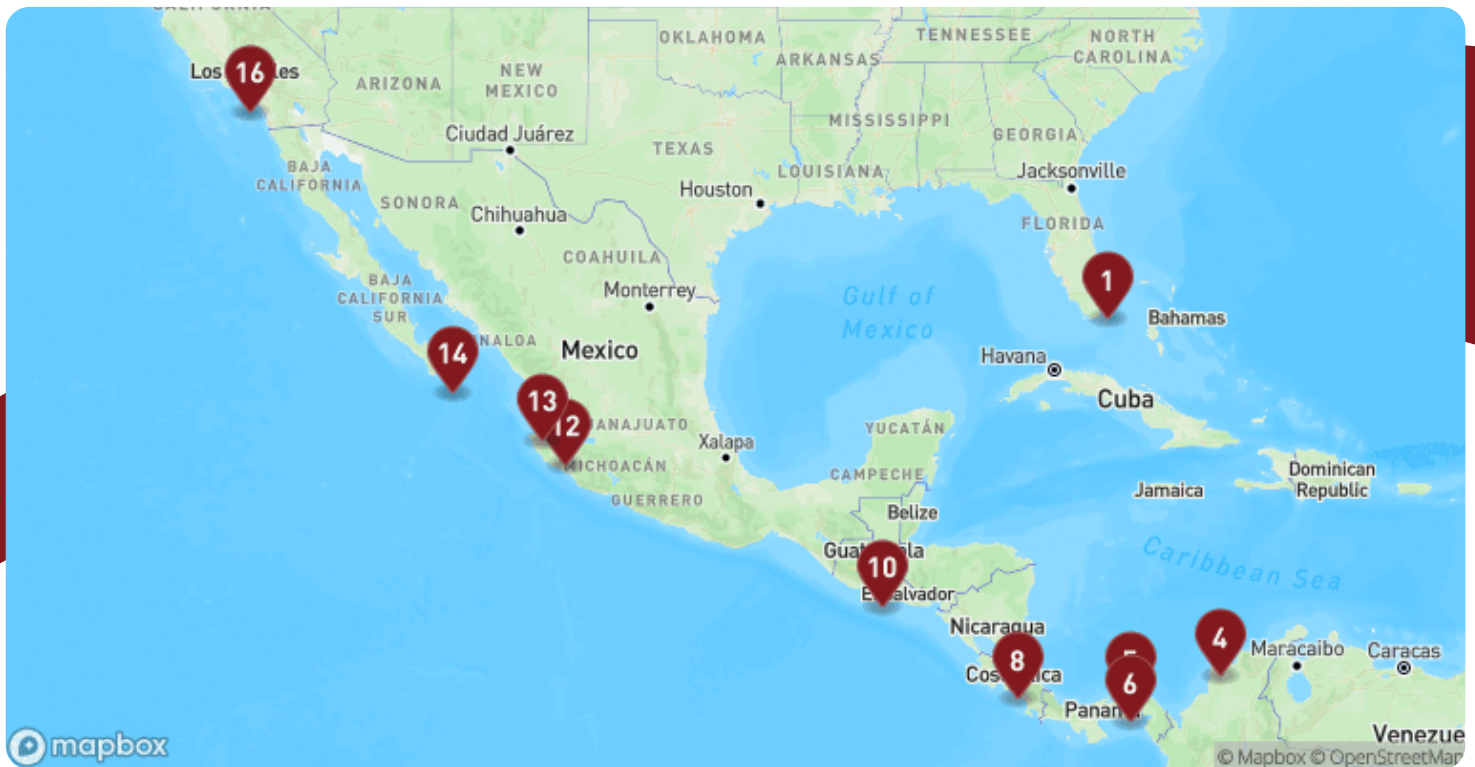 CALIFORNIA
16
Los les
ARIZONA
NEW
MEXICO
OKLAHOMA
ARKANSAS
TENNESSEE
NORTH
CAROLINA
MISSISSIPPI
GEORGIA
Ciudad Juárez
TEXAS
LOUISIANA
Jacksonville
BAJA
CALIFORNIA
SONORA
Chihuahua
Houston
FLORIDA
COAHUILA
BAJA
CALIFORNIA
SUR
Monterrey
Gulf of
Mexico
1
Bahamas
NALOA
14
Mexico
Havana
Cuba
13
12
ANAJUATO
MICHOACÁN
GUERRERO
Xalapa
YUCATÁN
CAMPECHE
Belize
Jamaica
Dominican
Republic
Guat la
10
E alvador
Caribbean Sea
Nicaragua
8
Cos ica
5
6
Panam
4
Maracaibo
Caracas
Venezue
mapbox
© Mapbox © OpenStreetMap